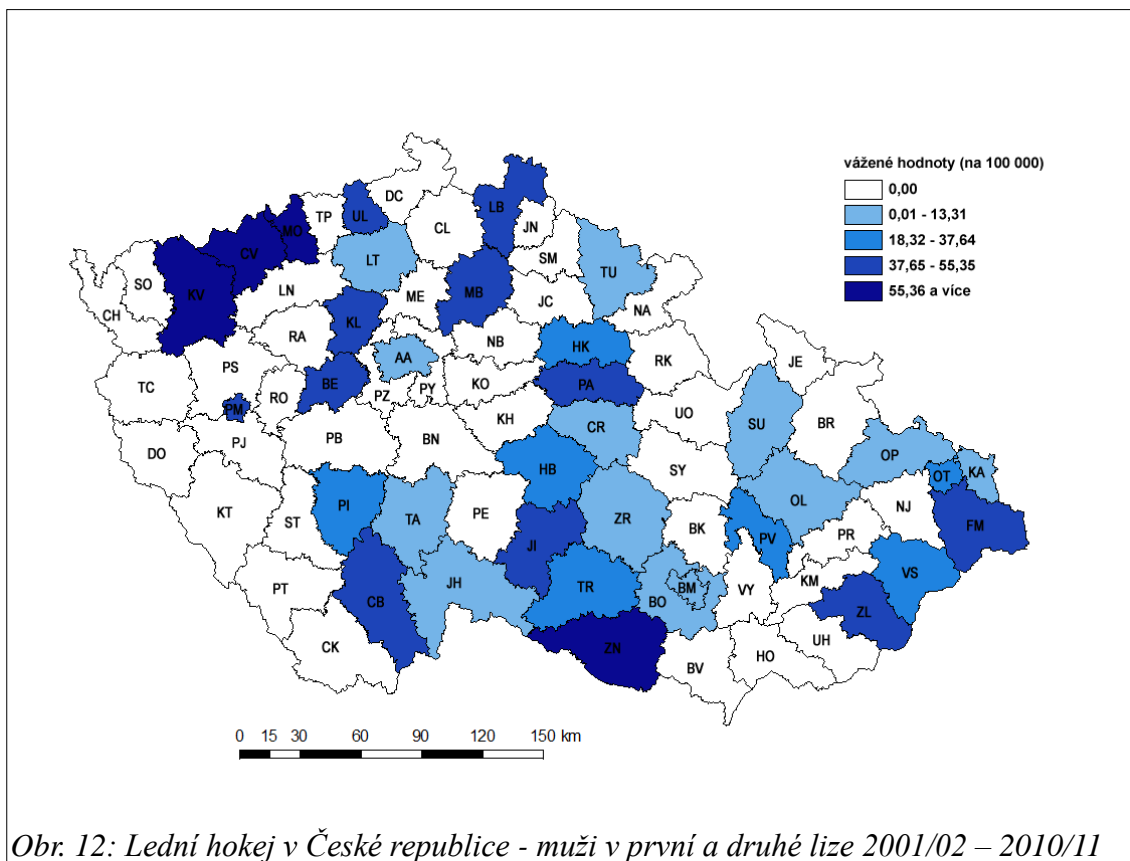 vážené hodnoty (na 100 000)
0,00
0,01 - 13,31
18,32 - 37,64
37,65 - 55,35
55,36 a více
DC
TP
UL
LB
MO
CL
JN
CV
LT
SM
TU
SO
KV
LN
ME
MB
JC
NA
CH
RA
KL
NB
HK
RK
JE
AA
PS
TC
BE
PZ
PY
KO
PA
RO
PM
UO
SU
BR
KH
CR
PJ
PB
BN
DO
OP
KA
OT
HB
SY
OL
NJ
KT
ST
PI
TA
PE
ZR
BK
FM
PV
PR
JI
VS
JH
TR
BO
BM
VY
KM
PT
CB
ZL
CK
ZN
UH
BV
HO
0 15 30 60 90 120 150 km
Obr. 12: Lední hokej v České republice - muži v první a druhé lize 2001/02 – 2010/11